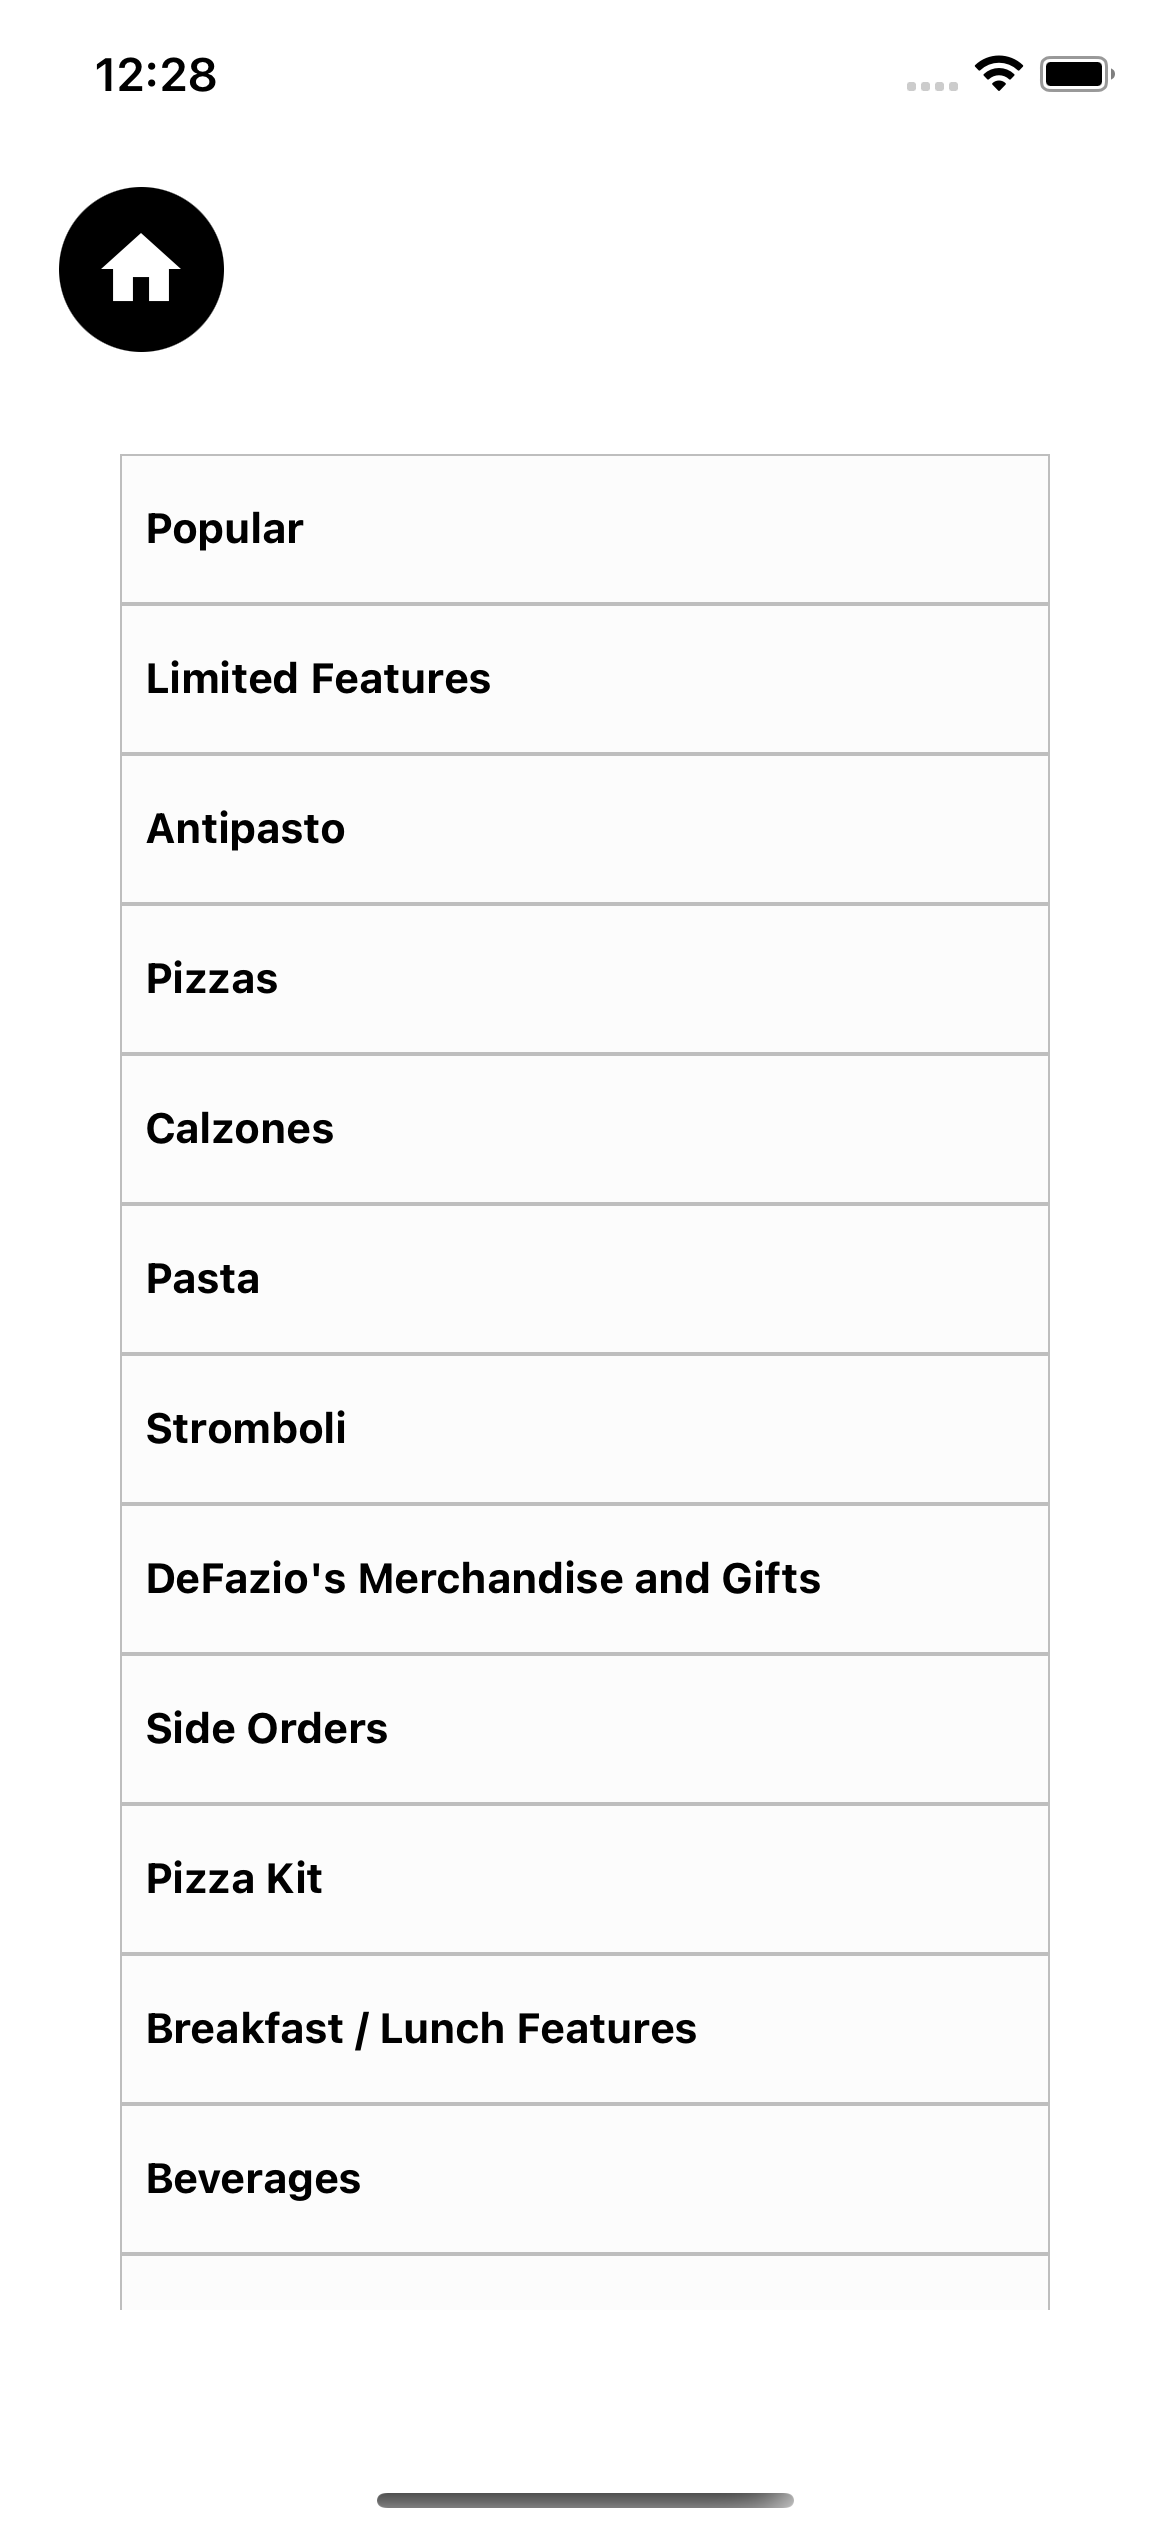 12:28
Popular
Limited Features
Antipasto
Pizzas
Calzones
Pasta
Stromboli
DeFazio's Merchandise and Gifts
Side Orders
Pizza Kit
Breakfast / Lunch Features
Beverages